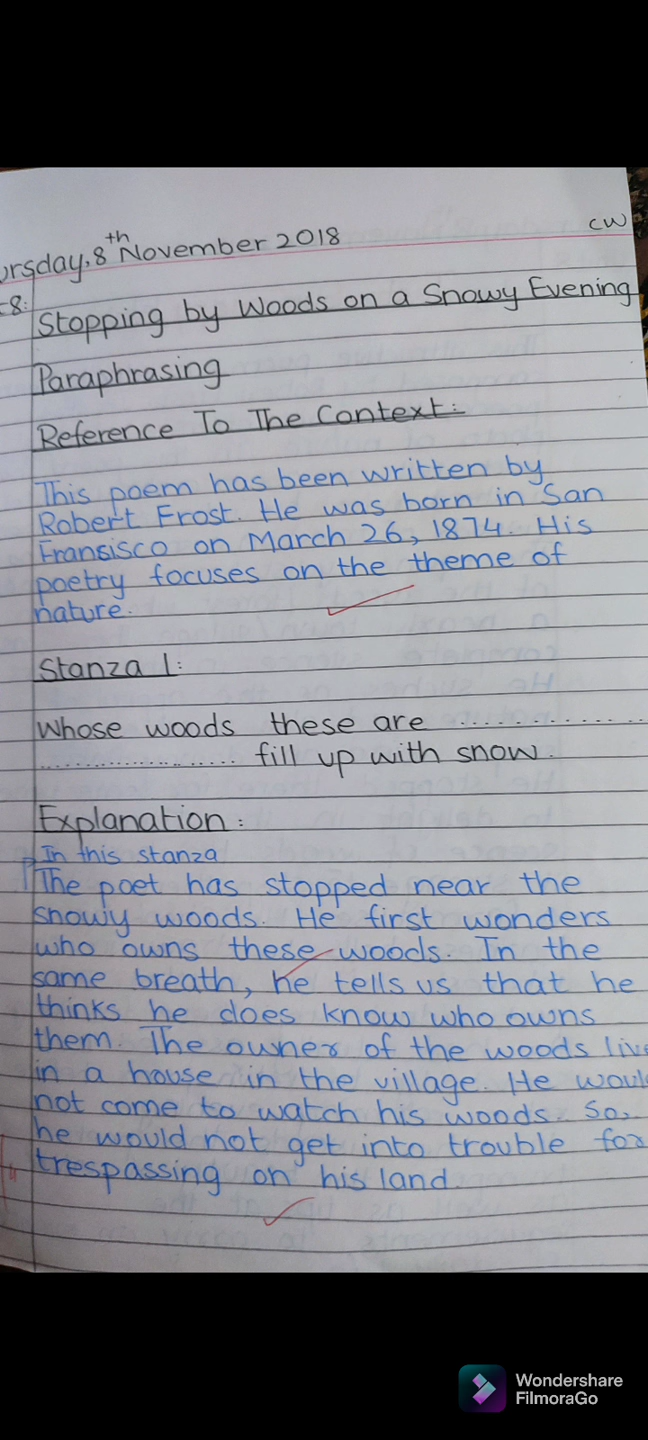 ursday, 8th November 2018 CW
-8:
Stopping by Woods on a Snowy Evening
Paraphrasing
Reference To The Context:
This poem has been written by
Robert Frost. He was born in San
Fransisco on March 26, 1874. His
poetry focuses on the theme of
nature.
Stanza 1:
Whose woods these are ..............
..................... fill up with snow.
Explanation:
In this stanza
The poet has stopped near the
snowy woods. He first wonders
who owns these woods. In the
same breath, he tells us that he
thinks he does know who owns
them. The owner of the woods live
in a house in the village. He woul
not come to watch his woods. So,
he would not get into trouble for
trespassing on his land.
Wondershare
FilmoraGo